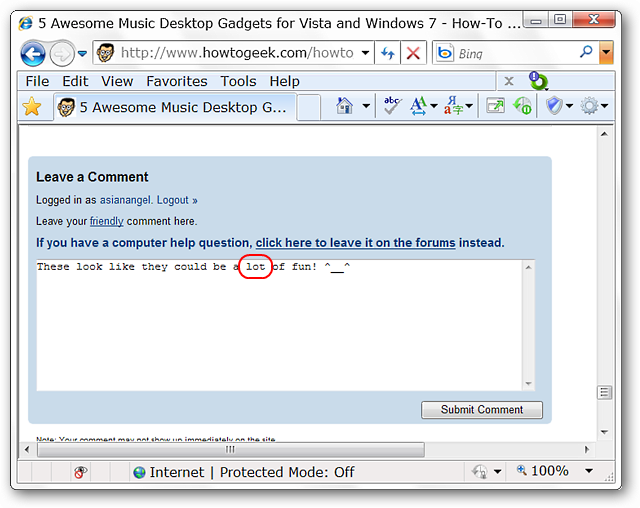 5 Awesome Music Desktop Gadgets for Vista and Windows 7 - How-To ...
http://www.howtogeek.com/howto
Bing
File Edit View Favorites Tools Help
x
5 Awesome Music Desktop G...
abc
Leave a Comment
Logged in as asianangel. Logout »
Leave your friendly comment here.
If you have a computer help question, click here to leave it on the forums instead.
These look like they could be a lot of fun! ^__^
Submit Comment
Note: Your comment may not show up immediately on the site.
Internet | Protected Mode: Off
100%